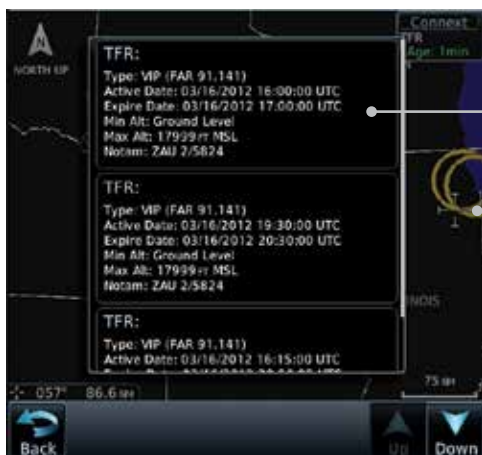 Connext
TFR
Age: 1min
N
NORTH UP
TFR:
Type: VIP (FAR 91.141)
Active Date: 03/16/2012 16:00:00 UTC
Expire Date: 03/16/2012 17:00:00 UTC
Min Alt: Ground Level
Max Alt: 17999FT MSL
Notam: ZAU 2/5824
TFR:
Type: VIP (FAR 91.141)
Active Date: 03/16/2012 19:30:00 UTC
Expire Date: 03/16/2012 20:30:00 UTC
Min Alt: Ground Level
Max Alt: 17999FT MSL
Notam: ZAU 2/5824
TFR:
Type: VIP (FAR 91.141)
Active Date: 03/16/2012 16:15:00 UTC
INOIS
057° 86.6NM
75NM
Back
Up
Down